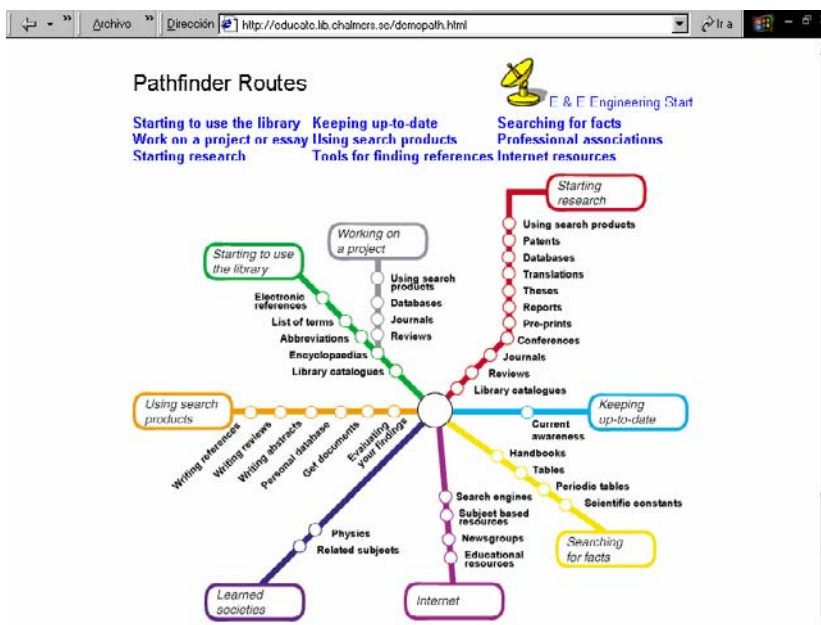 Archivo
Dirección
http://educate.lib.chalmers.se/demopath.html
Ir a
Pathfinder Routes
E & E Engineering Start
Starting to use the library Keeping up-to-date Searching for facts
Work on a project or essay Using search products Professional associations
Starting research Tools for finding references Internet resources
Starting
research
Using search products
Patents
Databases
Translations
Theses
Reports
Pre-prints
Conferences
Journals
Reviews
Library catalogues
Working on
a project
Using search
products
Databases
Journals
Reviews
Starting to use
the library
Electronic
references
List of terms
Abbreviations
Encyclopaedias
Library catalogues
Using search
products
Writing references
Writing reviews
Writing abstracts
Personal database
Get documents
Evaluating
your findings
Keeping
up-to-date
Current
awareness
Handbooks
Tables
Periodic tables
Scientific constants
Searching
for facts
Search engines
Subject based
resources
Newsgroups
Educational
resources
Internet
Physics
Related subjects
Learned
societies